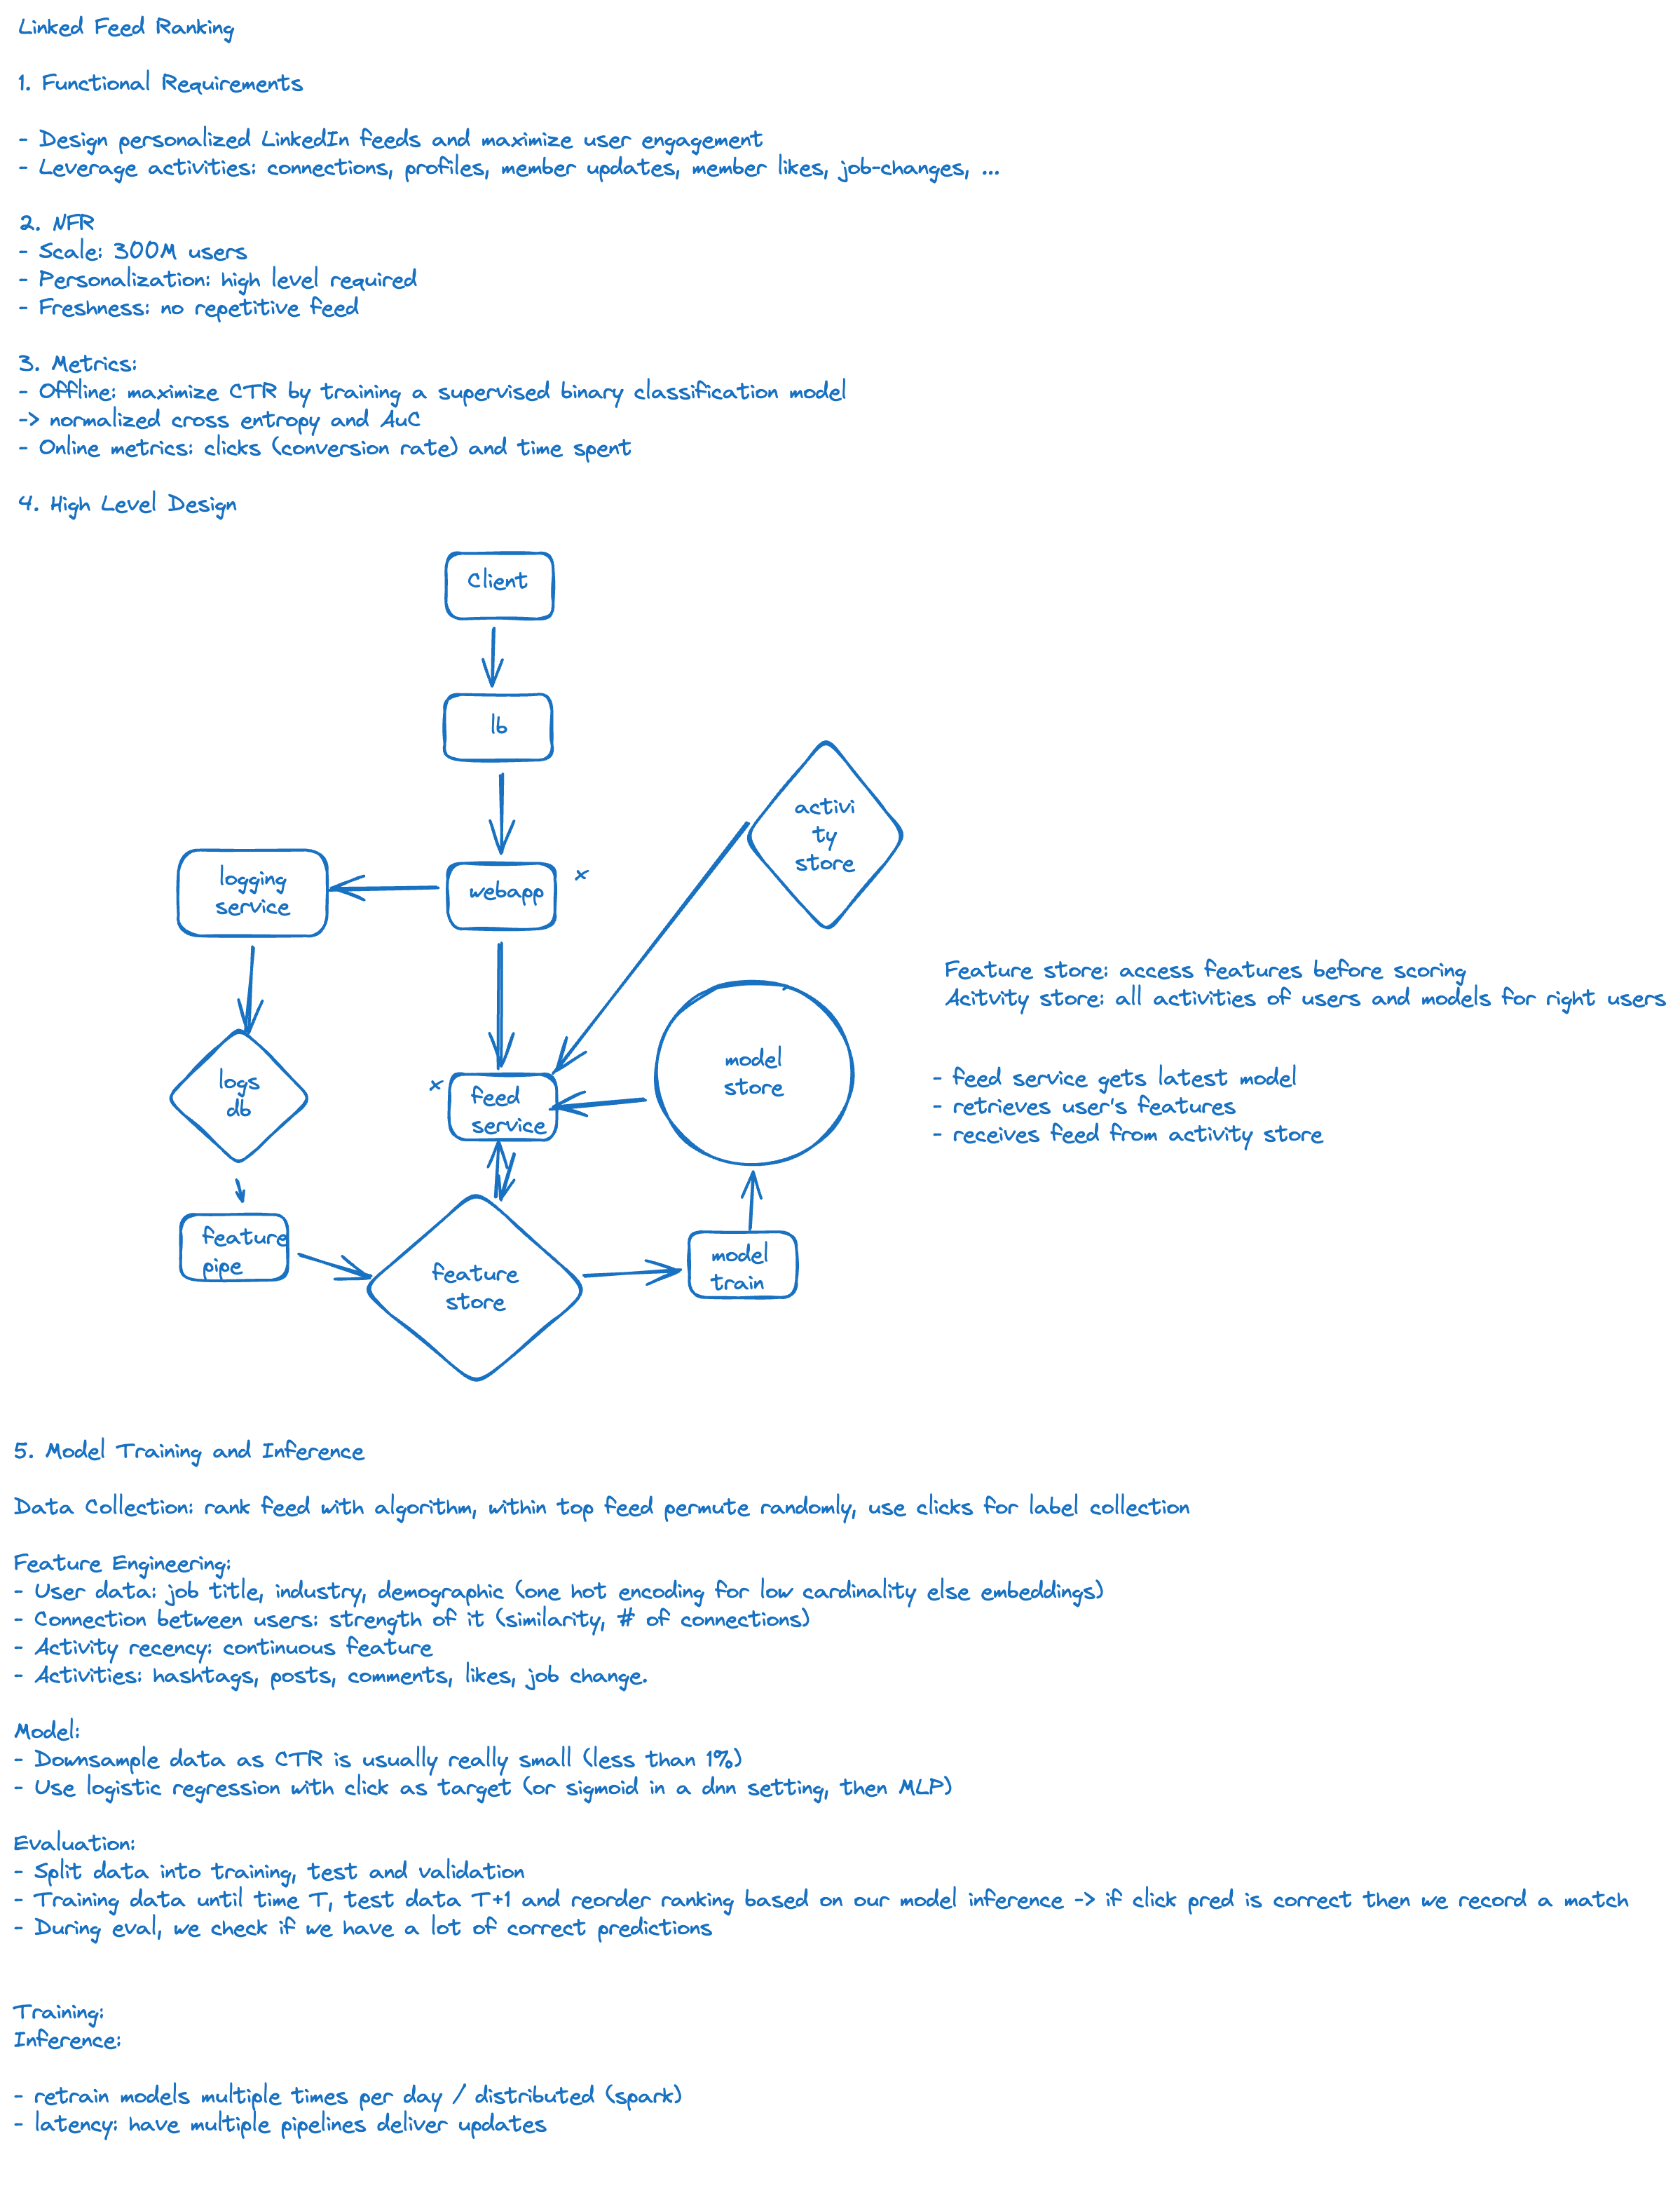 Linked Feed Ranking
1. Functional Requirements
- Design personalized LinkedIn feeds and maximize user engagement
- Leverage activities: connections, profiles, member updates, member likes, job-changes, ...
2. NFR
- Scale: 300M users
- Personalization: high level required
- Freshness: no repetitive feed
3. Metrics:
- Offline: maximize CTR by training a supervised binary classification model
-> normalized cross entropy and AuC
- Online metrics: clicks (conversion rate) and time spent
4. High Level Design
Client
lb
activi
ty
store
logging
service
webapp
x
Feature store: access features before scoring
Acitvity store: all activities of users and models for right users
model
store
logs
db
x
feed
service
- feed service gets latest model
- retrieves user's features
- receives feed from activity store
feature
pipe
feature
store
model
train
5. Model Training and Inference
Data Collection: rank feed with algorithm, within top feed permute randomly, use clicks for label collection
Feature Engineering:
- User data: job title, industry, demographic (one hot encoding for low cardinality else embeddings)
- Connection between users: strength of it (similarity, # of connections)
- Activity recency: continuous feature
- Activities: hashtags, posts, comments, likes, job change.
Model:
- Downsample data as CTR is usually really small (less than 1%)
- Use logistic regression with click as target (or sigmoid in a dnn setting, then MLP)
Evaluation:
- Split data into training, test and validation
- Training data until time T, test data T+1 and reorder ranking based on our model inference -> if click pred is correct then we record a match
- During eval, we check if we have a lot of correct predictions
Training:
Inference:
- retrain models multiple times per day / distributed (spark)
- latency: have multiple pipelines deliver updates